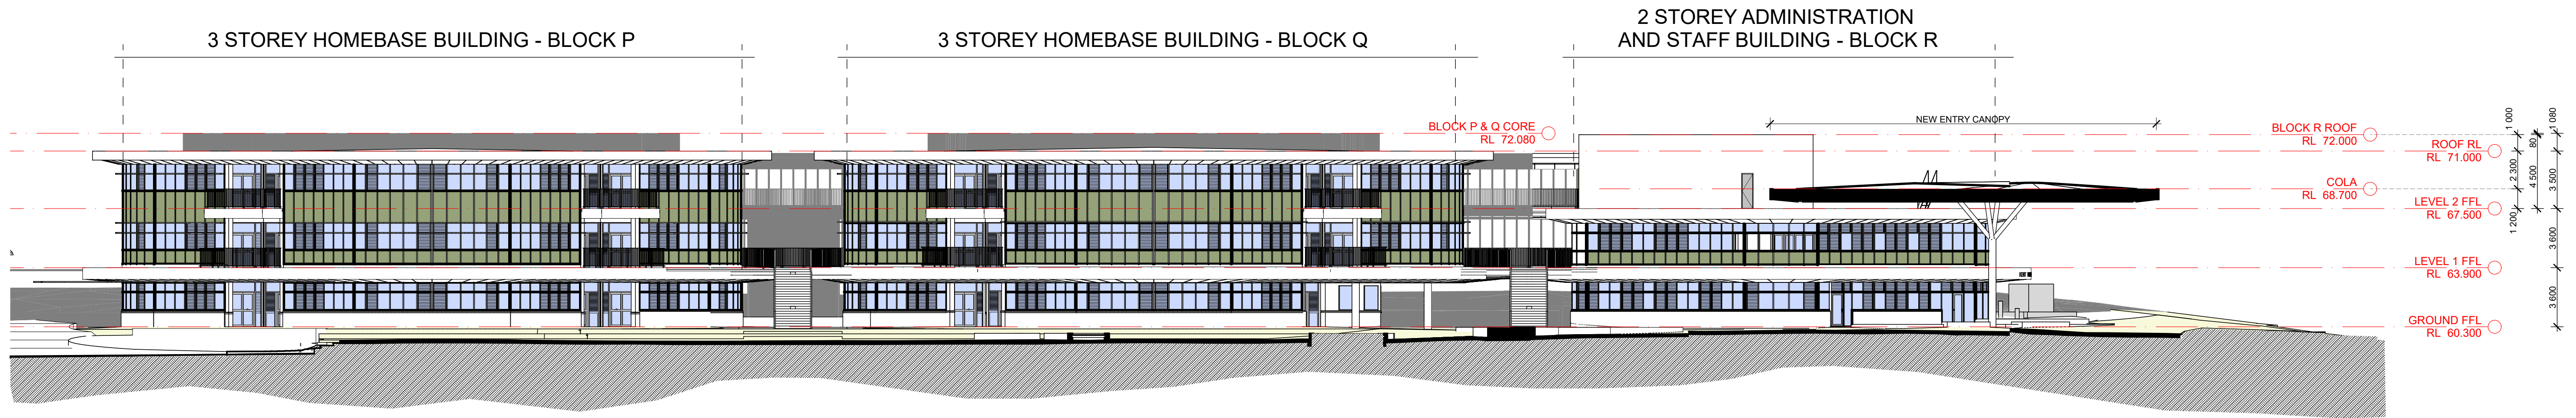 3 STOREY HOMEBASE BUILDING - BLOCK P
3 STOREY HOMEBASE BUILDING - BLOCK Q
2 STOREY ADMINISTRATION
AND STAFF BUILDING - BLOCK R
BLOCK P & Q CORE
RL 72.080
NEW ENTRY CANOPY
BLOCK R ROOF
RL 72.000
ROOF RL
RL 71.000
COLA
RL 68.700
LEVEL 2 FFL
RL 67.500
LEVEL 1 FFL
RL 63.900
GROUND FFL
RL 60.300
1 000
2 300
1 200
80
4 500
1 080
3 500
3 600
3 600